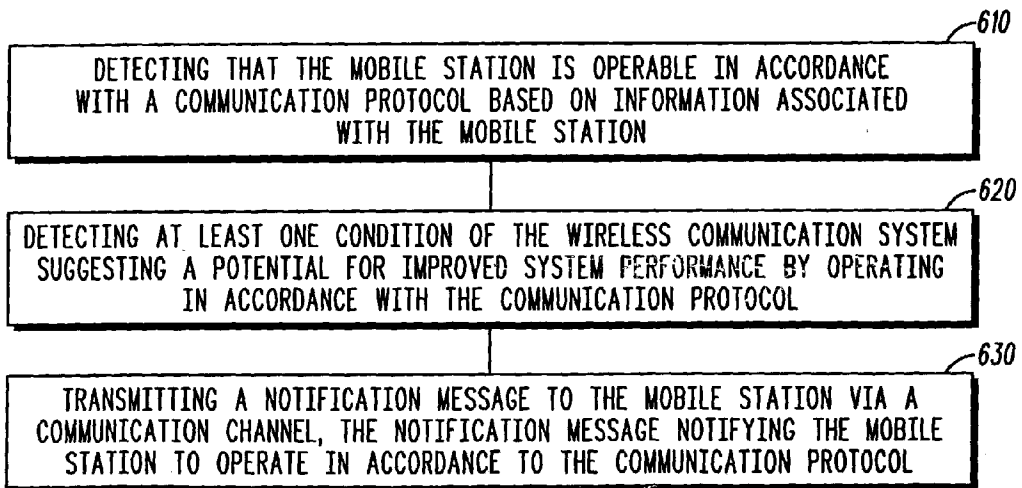 610
DETECTING THAT THE MOBILE STATION IS OPERABLE IN ACCORDANCE
WITH A COMMUNICATION PROTOCOL BASED ON INFORMATION ASSOCIATED
WITH THE MOBILE STATION
620
DETECTING AT LEAST ONE CONDITION OF THE WIRELESS COMMUNICATION SYSTEM
SUGGESTING A POTENTIAL FOR IMPROVED SYSTEM PERFORMANCE BY OPERATING
IN ACCORDANCE WITH THE COMMUNICATION PROTOCOL
630
TRANSMITTING A NOTIFICATION MESSAGE TO THE MOBILE STATION VIA A
COMMUNICATION CHANNEL, THE NOTIFICATION MESSAGE NOTIFYING THE MOBILE
STATION TO OPERATE IN ACCORDANCE TO THE COMMUNICATION PROTOCOL